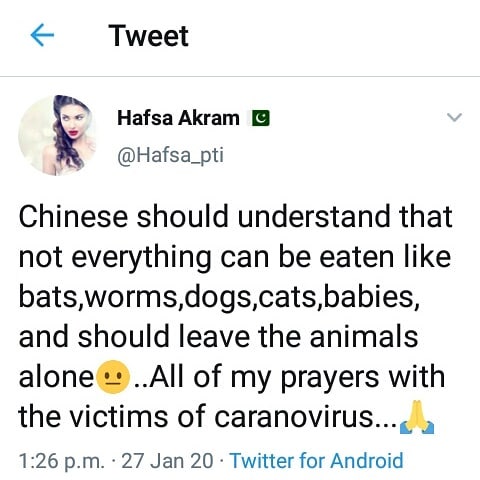 Tweet
Hafsa Akram 🇵🇰
@Hafsa_pti
Chinese should understand that
not everything can be eaten like
bats,worms,dogs,cats,babies,
and should leave the animals
alone😐..All of my prayers with
the victims of caranovirus...🙏
1:26 p.m. · 27 Jan 20 · Twitter for Android